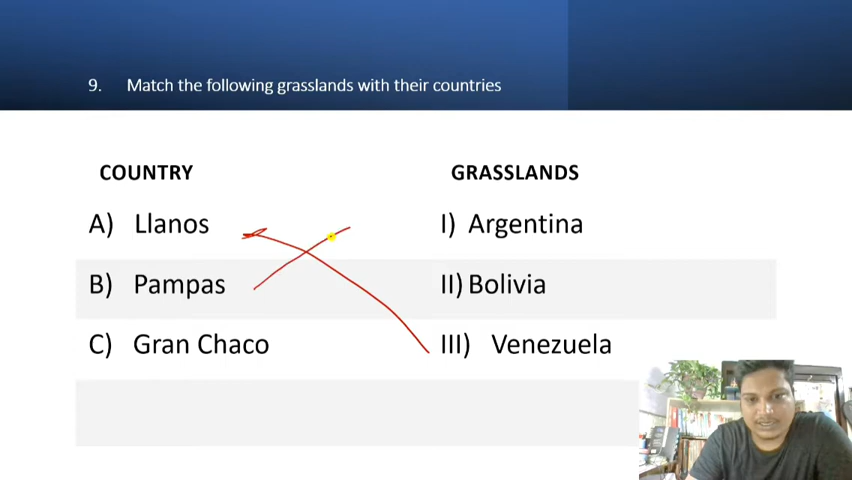 9. Match the following grasslands with their countries
COUNTRY GRASSLANDS
A) Llanos I) Argentina
B) Pampas II) Bolivia
C) Gran Chaco III) Venezuela